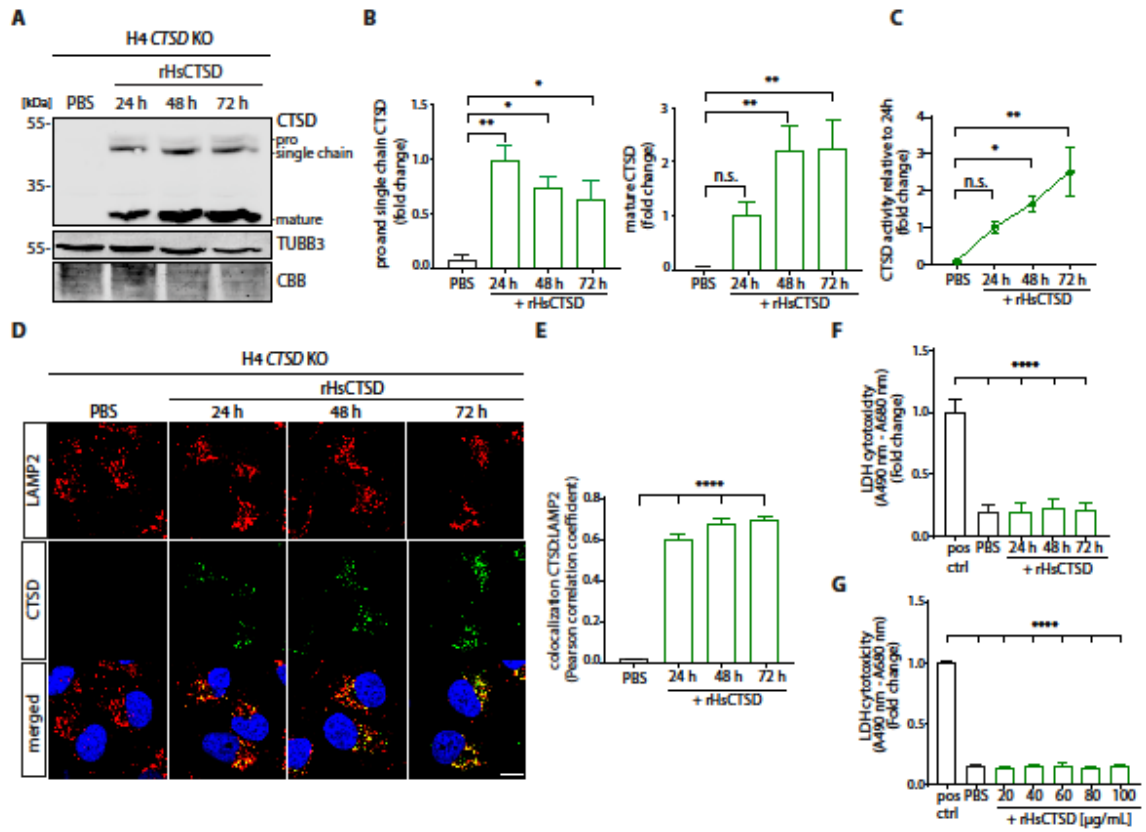 A
H4 CTSD KO
rHsCTSD
[kDa] PBS 24 h 48 h 72 h
55- CTSD
pro
single chain
35-
mature
55- TUBB3
CBB
B
pro and single chain CTSD
(fold change)
1.5
1.0
0.5
0.0
*
*
**
PBS 24 h 48 h 72 h
+ rHsCTSD
mature CTSD
(fold change)
3
2
1
0
**
**
n.s.
PBS 24 h 48 h 72 h
+ rHsCTSD
C
CTSD activity relative to 24h
(fold change)
4
3
2
1
0
**
*
n.s.
PBS 24 h 48 h 72 h
+ rHsCTSD
D
H4 CTSD KO
rHsCTSD
PBS 24 h 48 h 72 h
LAMP2
CTSD
merged
E
colocalization CTSD:LAMP2
(Pearson correlation coefficient)
0.8
0.6
0.4
0.2
0.0
****
PBS 24 h 48 h 72 h
+ rHsCTSD
F
LDH cytotoxicity
(A490 nm - A680 nm)
(Fold change)
1.5
1.0
0.5
0.0
****
pos ctrl PBS 24 h 48 h 72 h
+ rHsCTSD
G
LDH cytotoxicity
(A490 nm - A680 nm)
(Fold change)
1.5
1.0
0.5
0.0
****
pos ctrl PBS 20 40 60 80 100
+ rHsCTSD [µg/mL]